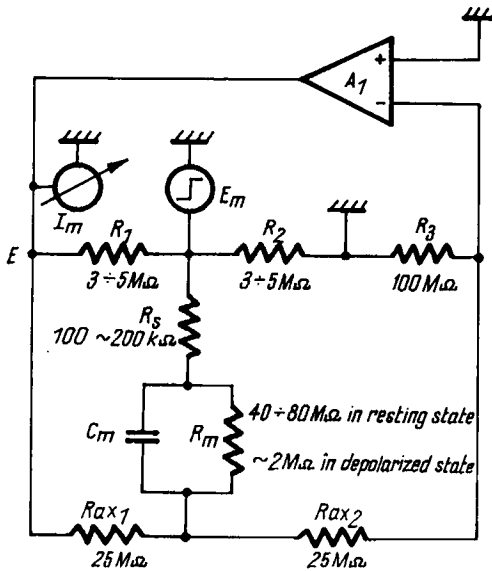 +
A1
−
Im
Em
E
R1
3÷5MΩ
R2
3÷5MΩ
R3
100MΩ
Rs
100 ~200 kΩ
Cm
Rm
40÷80MΩ in resting state
~2MΩ in depolarized state
Rax1
25MΩ
Rax2
25MΩ